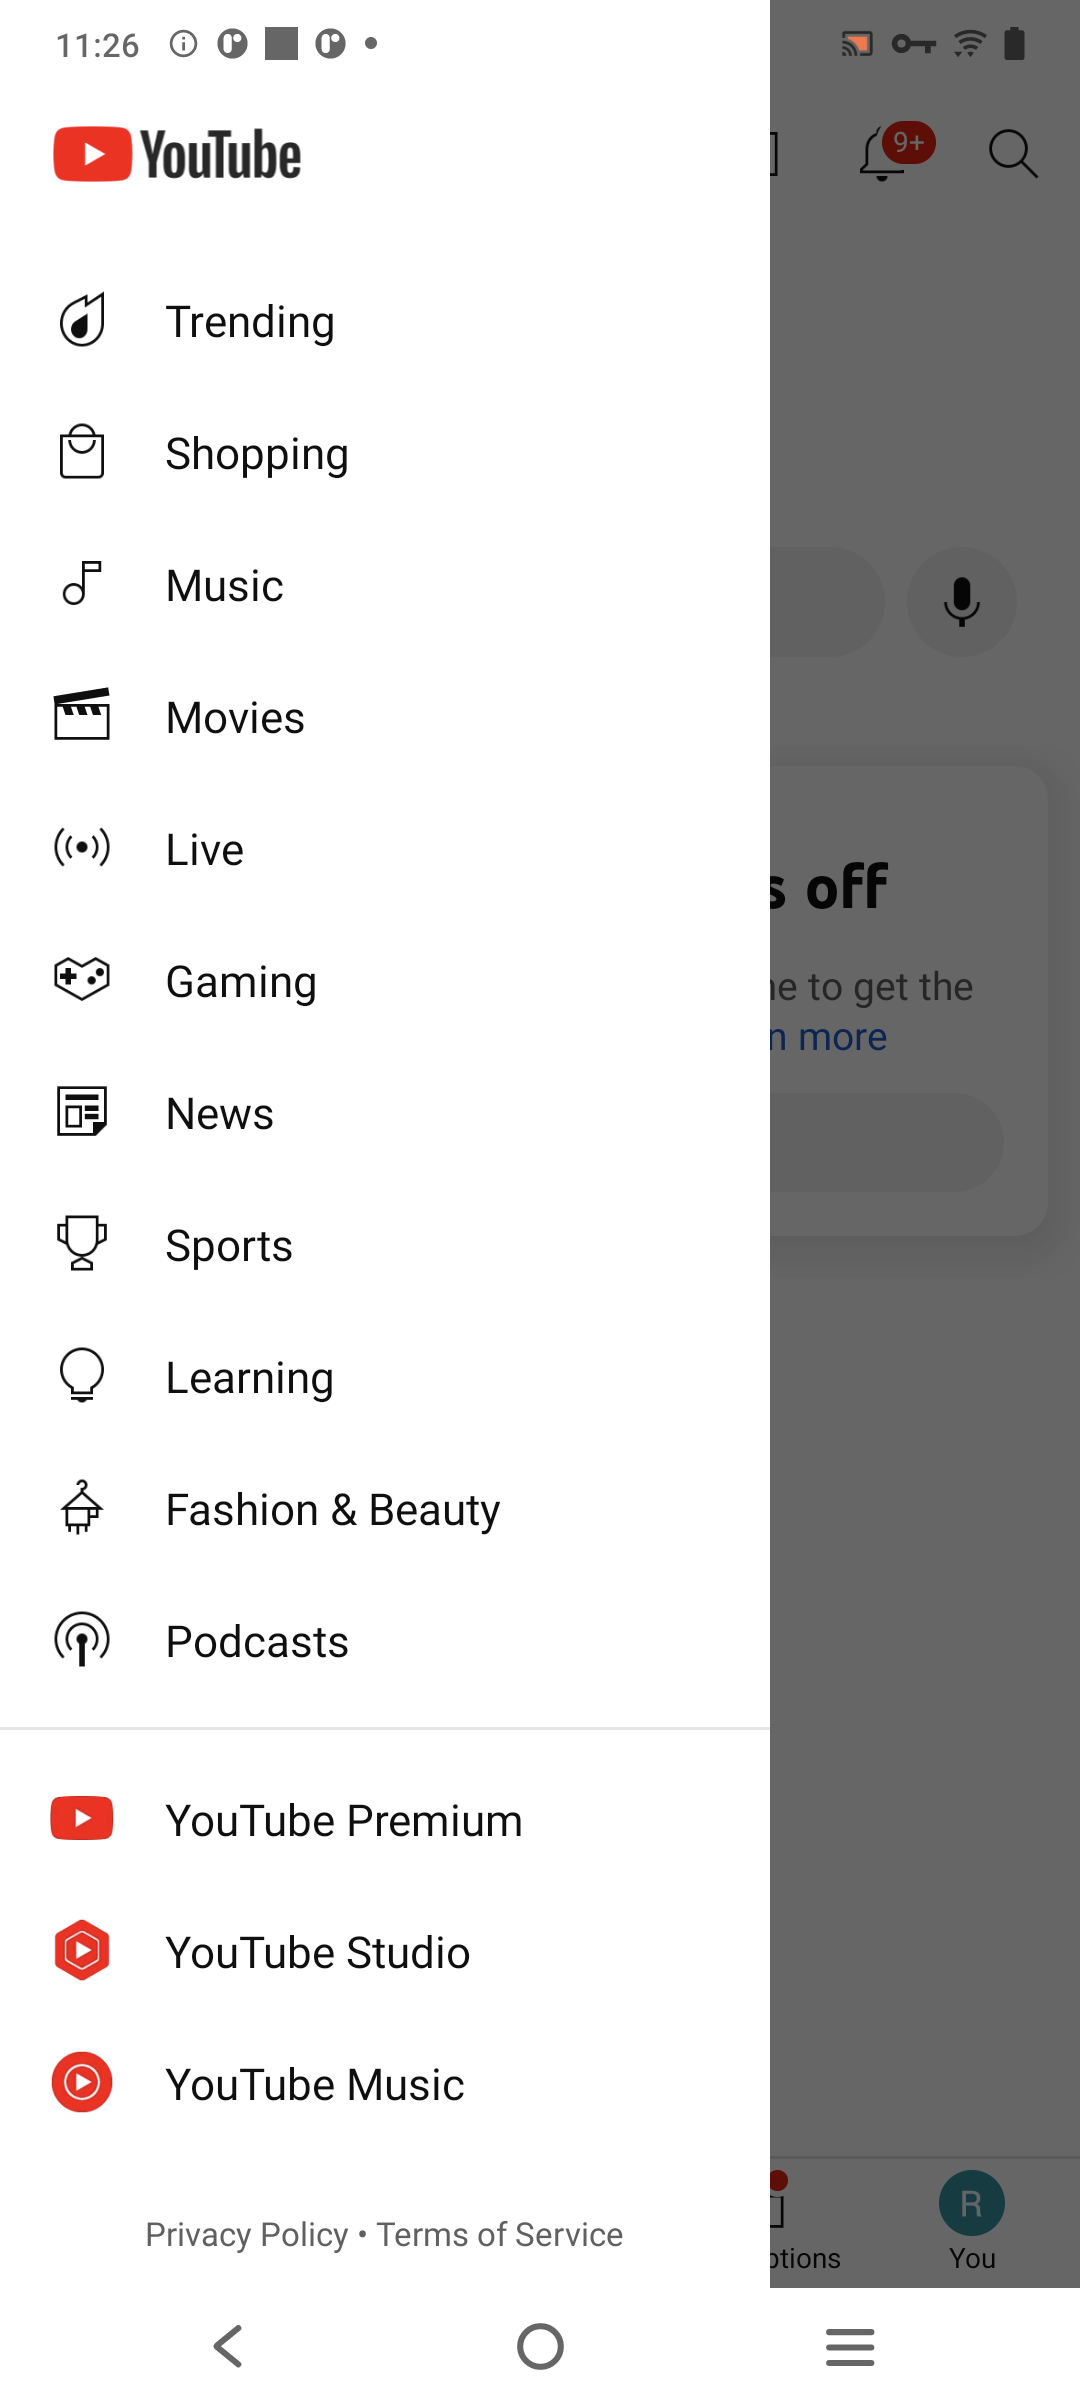 11:26
YouTube
9+
Trending
Shopping
Music
Movies
Live
s off
Gaming
e to get the
n more
News
Sports
Learning
Fashion & Beauty
Podcasts
YouTube Premium
YouTube Studio
YouTube Music
R
Privacy Policy • Terms of Service
ptions
You